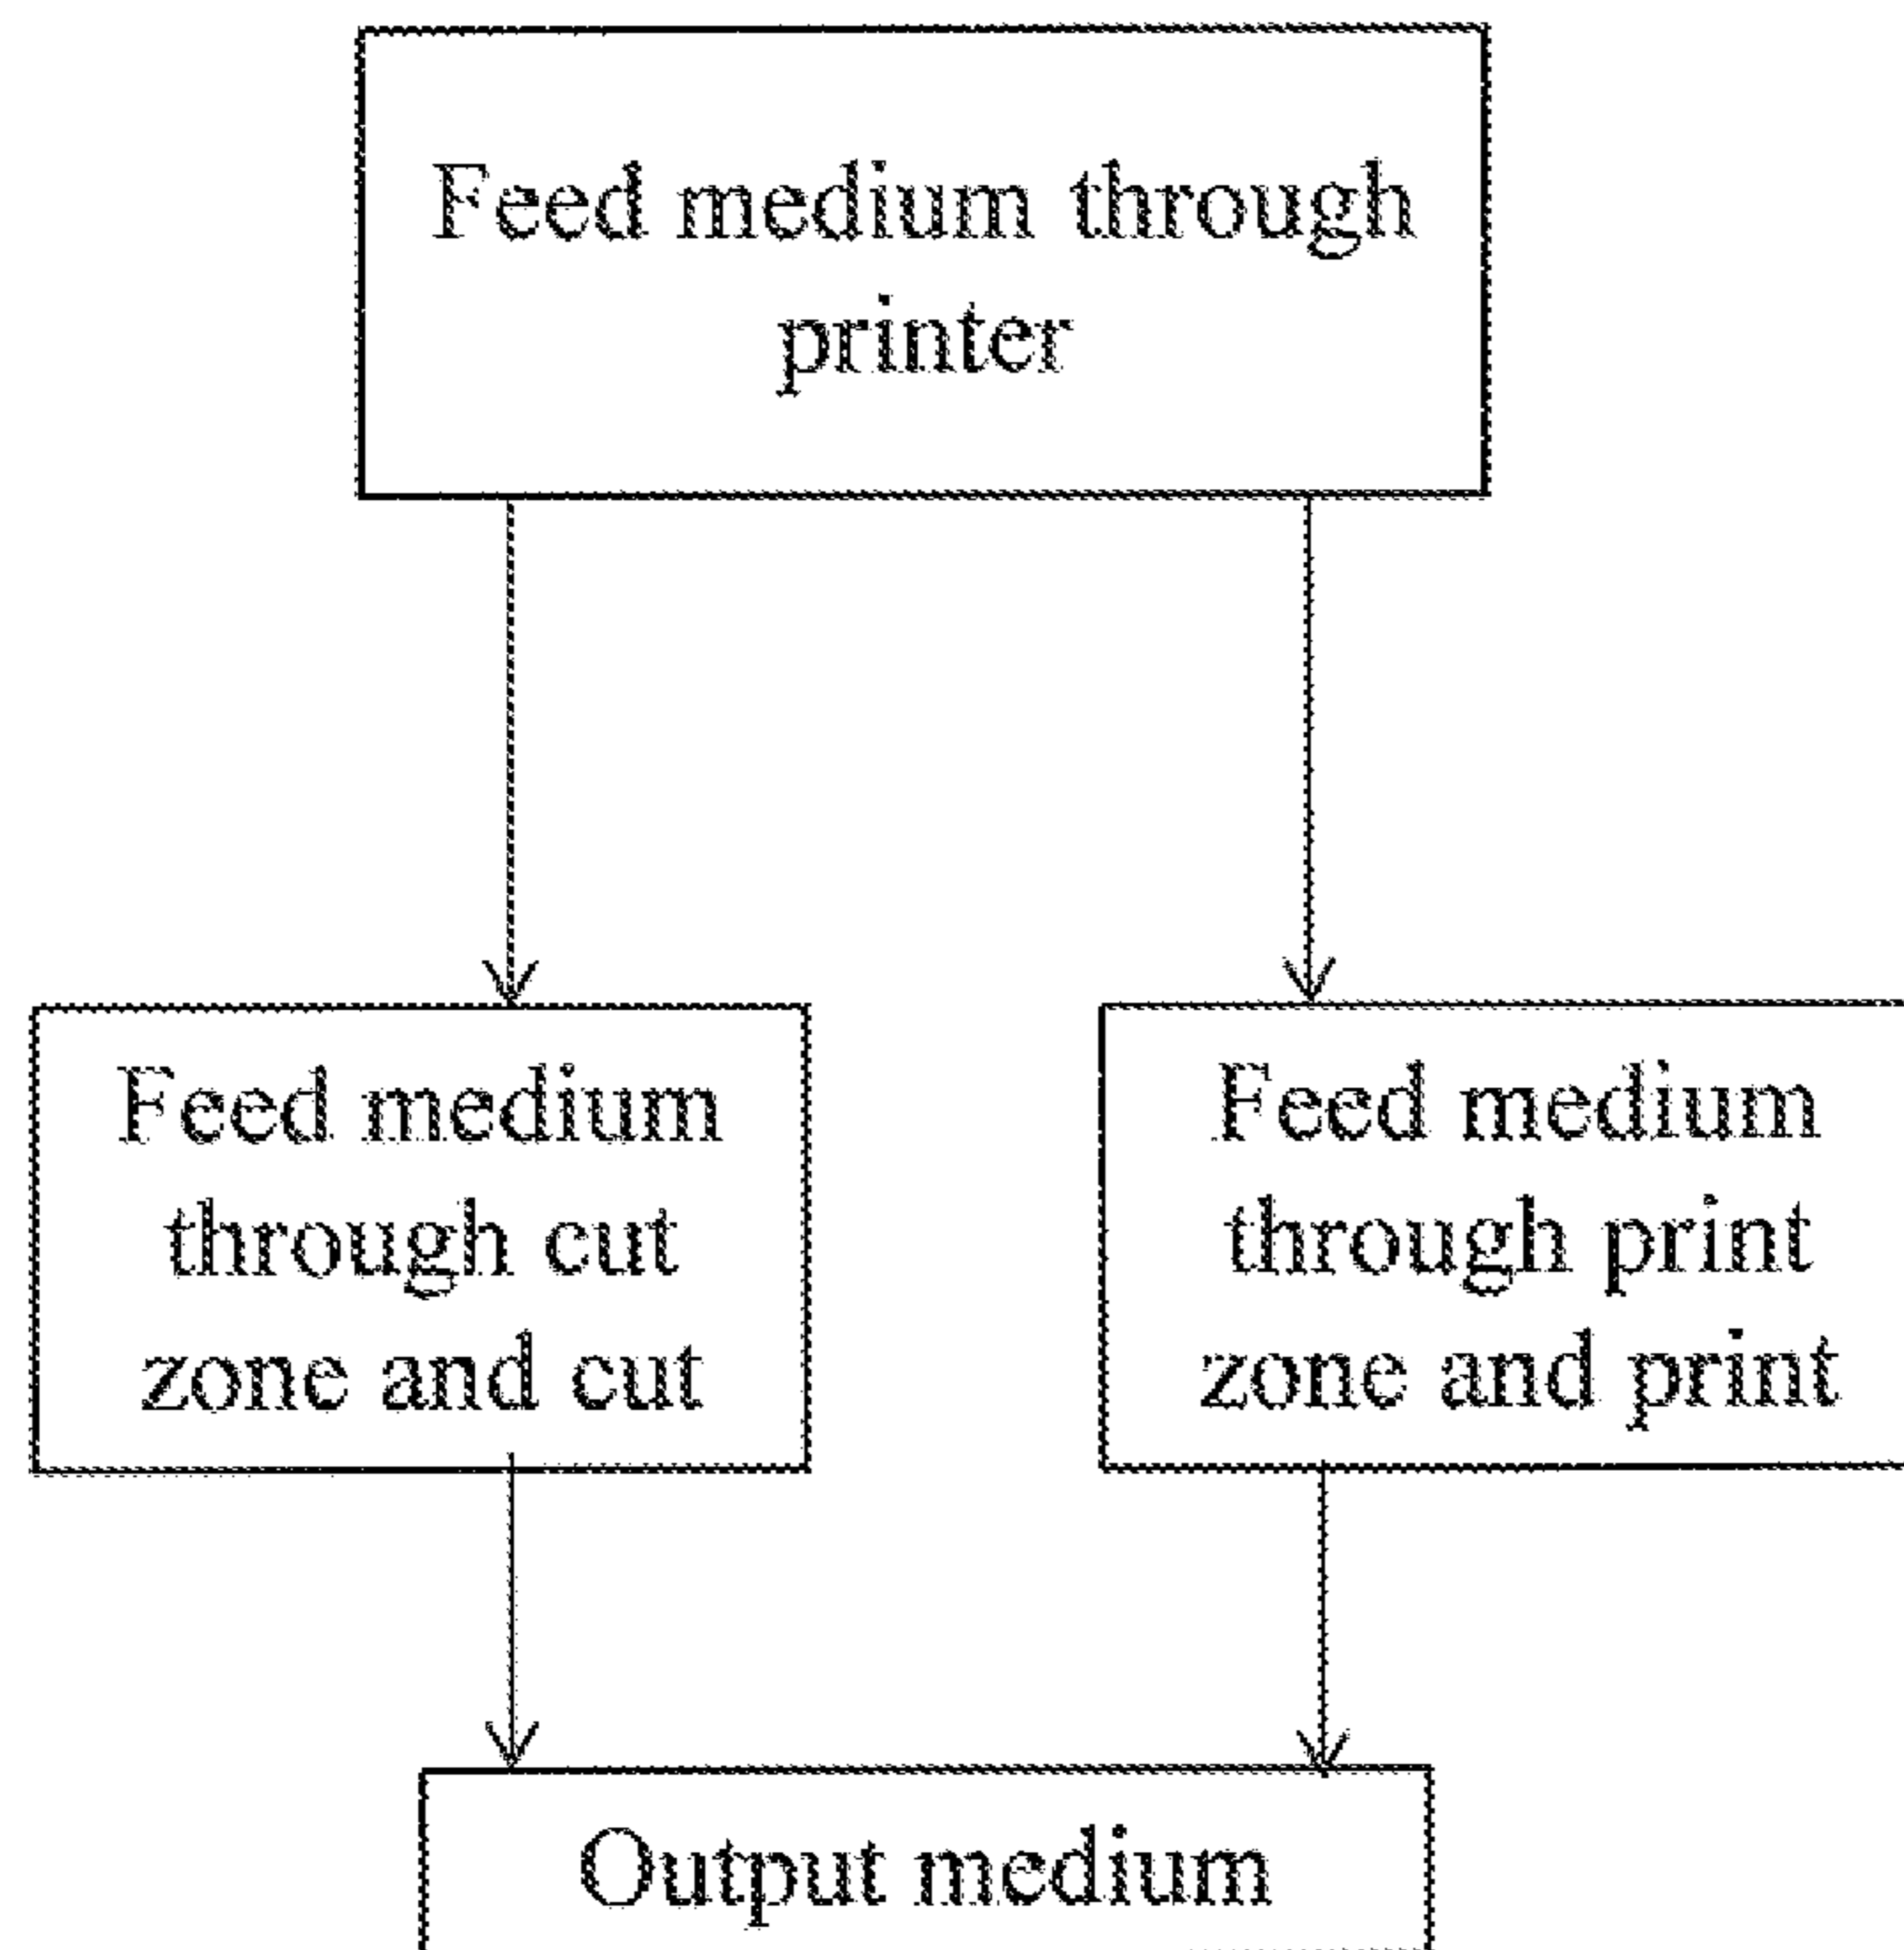 Feed medium through
printer
Feed medium
through cut
zone and cut
Feed medium
through print
zone and print
Output medium